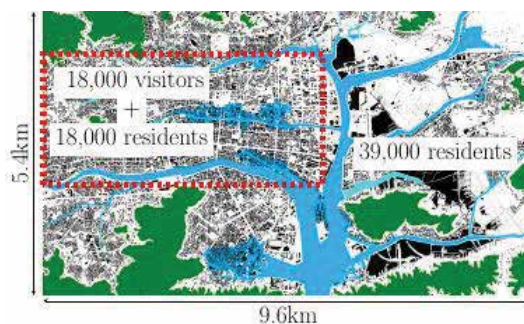 18,000 visitors
+
18,000 residents
39,000 residents
5.4km
9.6km